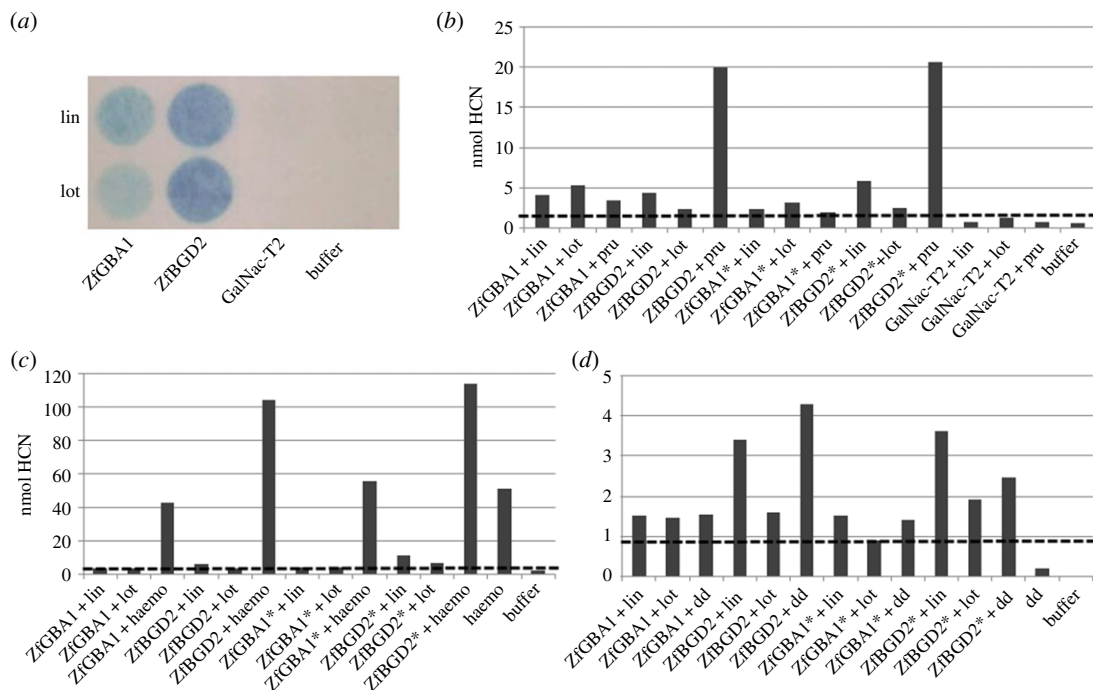 (a)
lin
lot
ZfGBA1
ZfBGD2
GalNac-T2
buffer
(b)
nmol HCN
25
20
15
10
5
0
ZfGBA1 + lin
ZfGBA1 + lot
ZfGBA1 + pru
ZfBGD2 + lin
ZfBGD2 + lot
ZfBGD2 + pru
ZfGBA1* + lin
ZfGBA1* + lot
ZfGBA1* + pru
ZfBGD2* + lin
ZfBGD2*+ lot
ZfBGD2* + pru
GalNac-T2 + lin
GalNac-T2 + lot
GalNac-T2 + pru
buffer
(c)
nmol HCN
120
100
80
60
40
20
0
ZfGBA1 + lin
ZfGBA1 + lot
ZfGBA1 + haemo
ZfBGD2 + lin
ZfBGD2 + lot
ZfBGD2 + haemo
ZfGBA1* + lin
ZfGBA1* + lot
ZfGBA1* + haemo
ZfBGD2* + lin
ZfBGD2* + lot
ZfBGD2* + haemo
haemo
buffer
(d)
5
4
3
2
1
0
ZfGBA1 + lin
ZfGBA1 + lot
ZfGBA1 + dd
ZfBGD2 + lin
ZfBGD2 + lot
ZfBGD2 + dd
ZfGBA1* + lin
ZfGBA1* + lot
ZfGBA1* + dd
ZfBGD2* + lin
ZfBGD2* + lot
ZfBGD2* + dd
dd
buffer